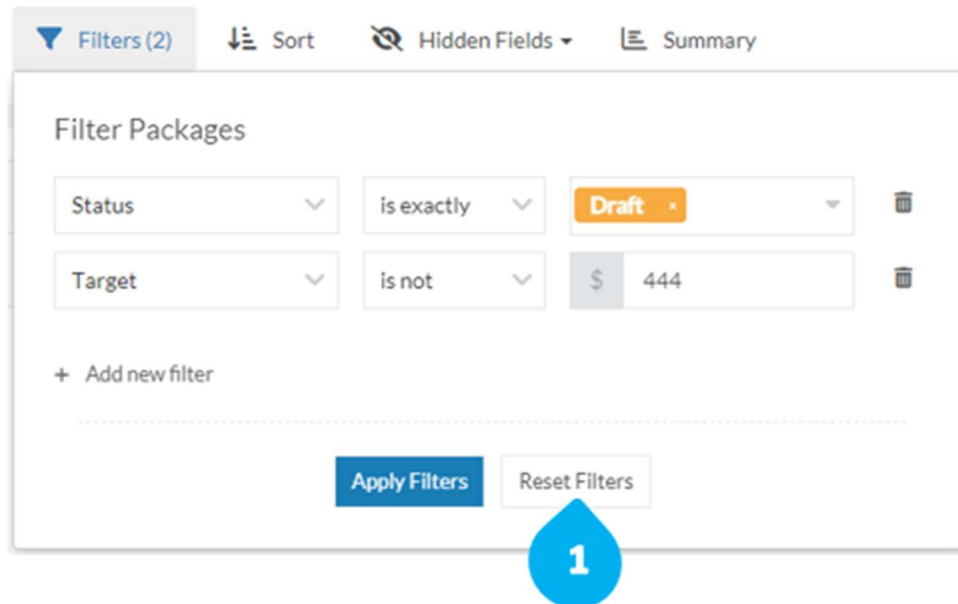 Filters (2) Sort Hidden Fields Summary
Filter Packages
Status is exactly Draft ×
Target is not $ 444
+ Add new filter
Apply Filters Reset Filters
1